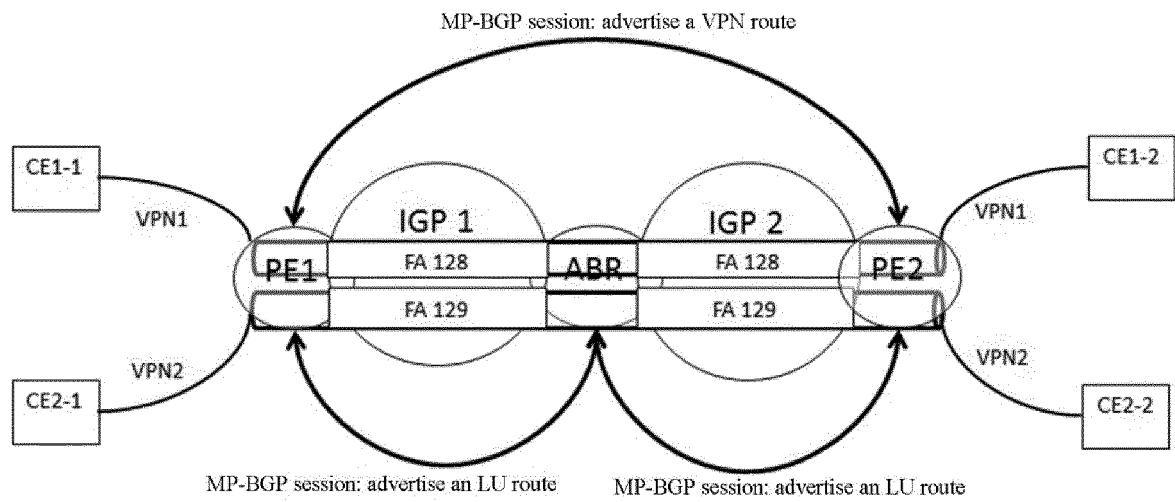 MP-BGP session: advertise a VPN route
CE1-1
CE1-2
VPN1
VPN1
IGP 1
IGP 2
PE1
FA 128
ABR
FA 128
PE2
FA 129
FA 129
VPN2
VPN2
CE2-1
CE2-2
MP-BGP session: advertise an LU route
MP-BGP session: advertise an LU route